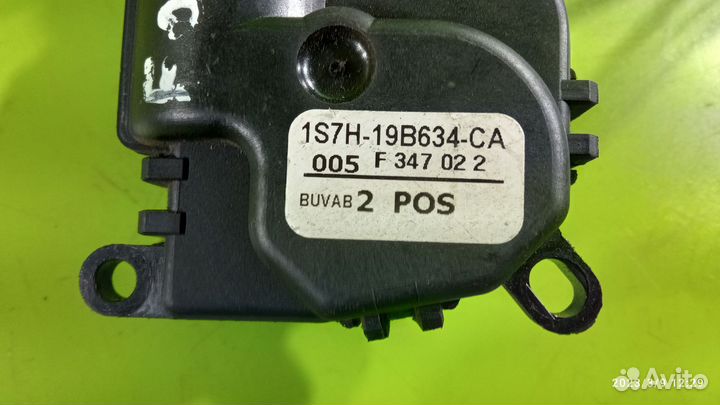 1S7H-19B634-CA
005 F 347 02 2
BUVAB 2 POS
Avito